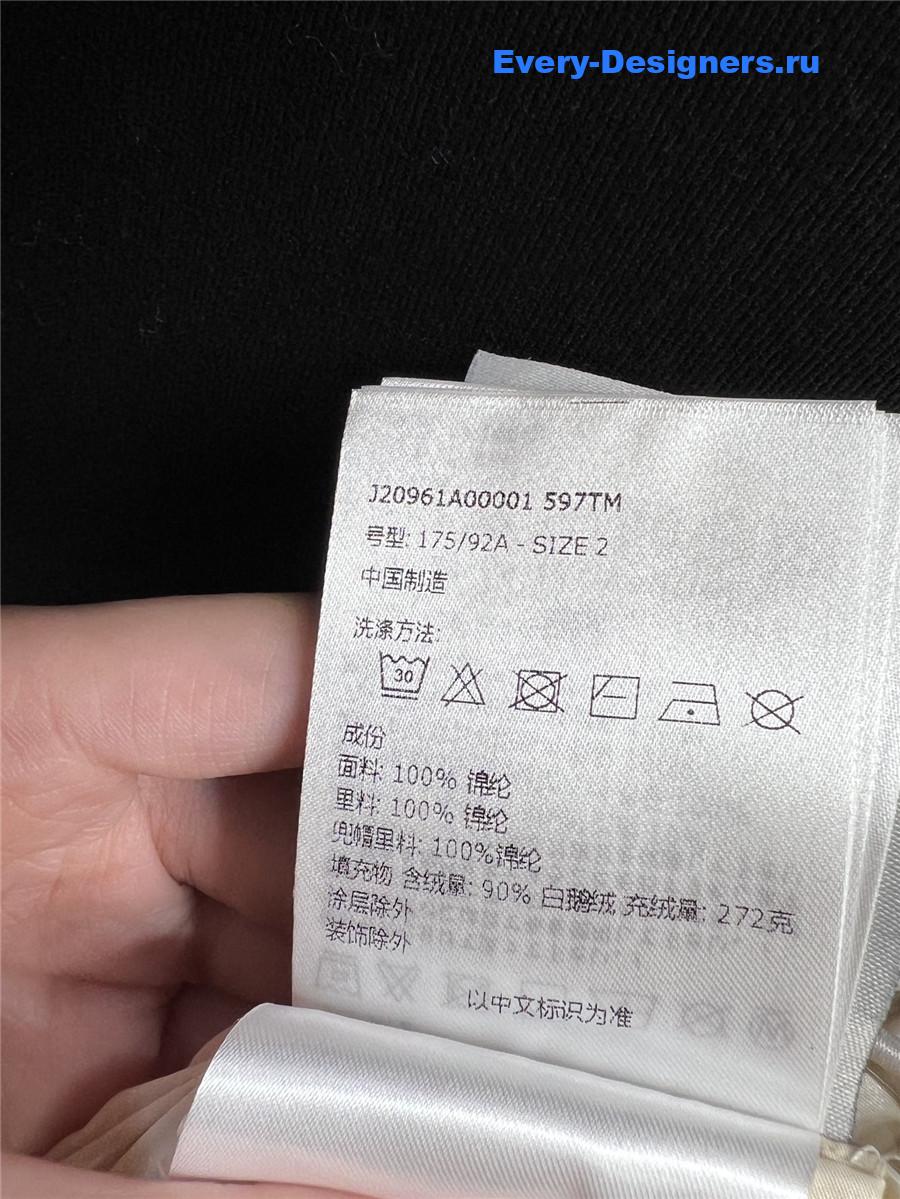 Every-Designers.ru
J20961A00001 597TM
号型: 175/92A - SIZE 2
中国制造
洗涤方法:
30
成份
面料: 100% 锦纶
里料: 100% 锦纶
兜帽里料: 100%锦纶
填充物 含绒量: 90% 白鹅绒 充绒量: 272克
涂层除外
装饰除外
以中文标识为准